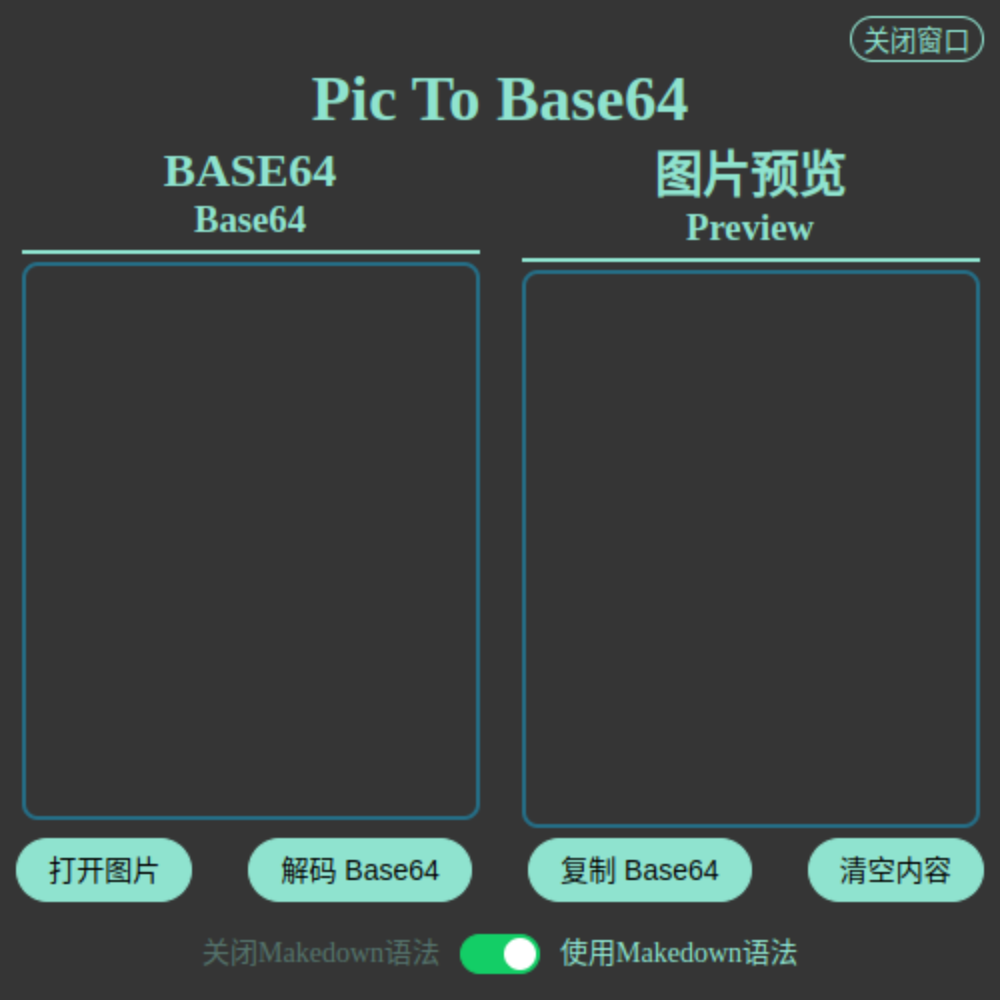 关闭窗口
Pic To Base64
BASE64
Base64
图片预览
Preview
打开图片
解码 Base64
复制 Base64
清空内容
关闭Makedown语法
使用Makedown语法